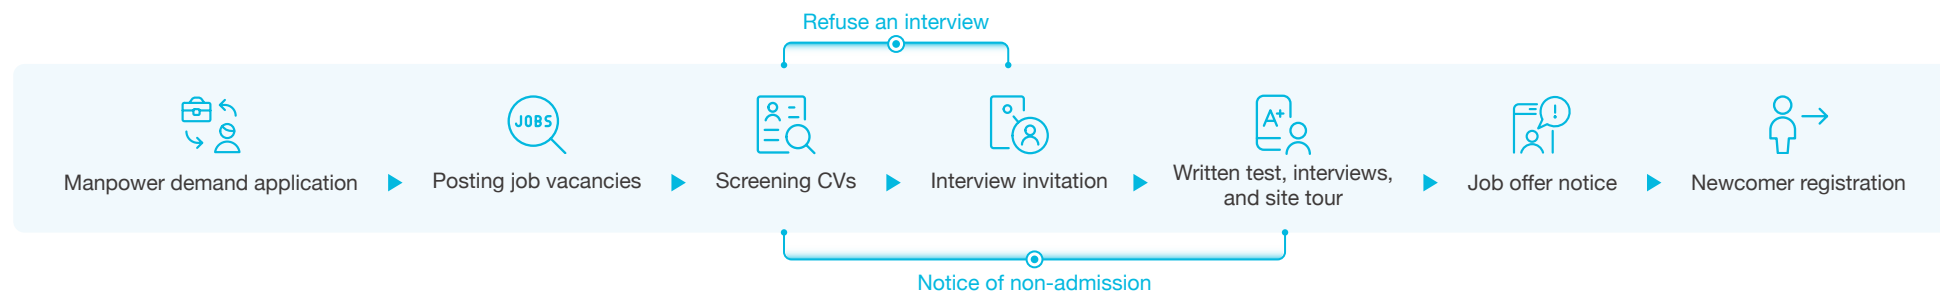 Refuse an interview
JOBS
A+
Manpower demand application
Posting job vacancies
Screening CVs
Interview invitation
Written test, interviews,
and site tour
Job offer notice
Newcomer registration
Notice of non-admission